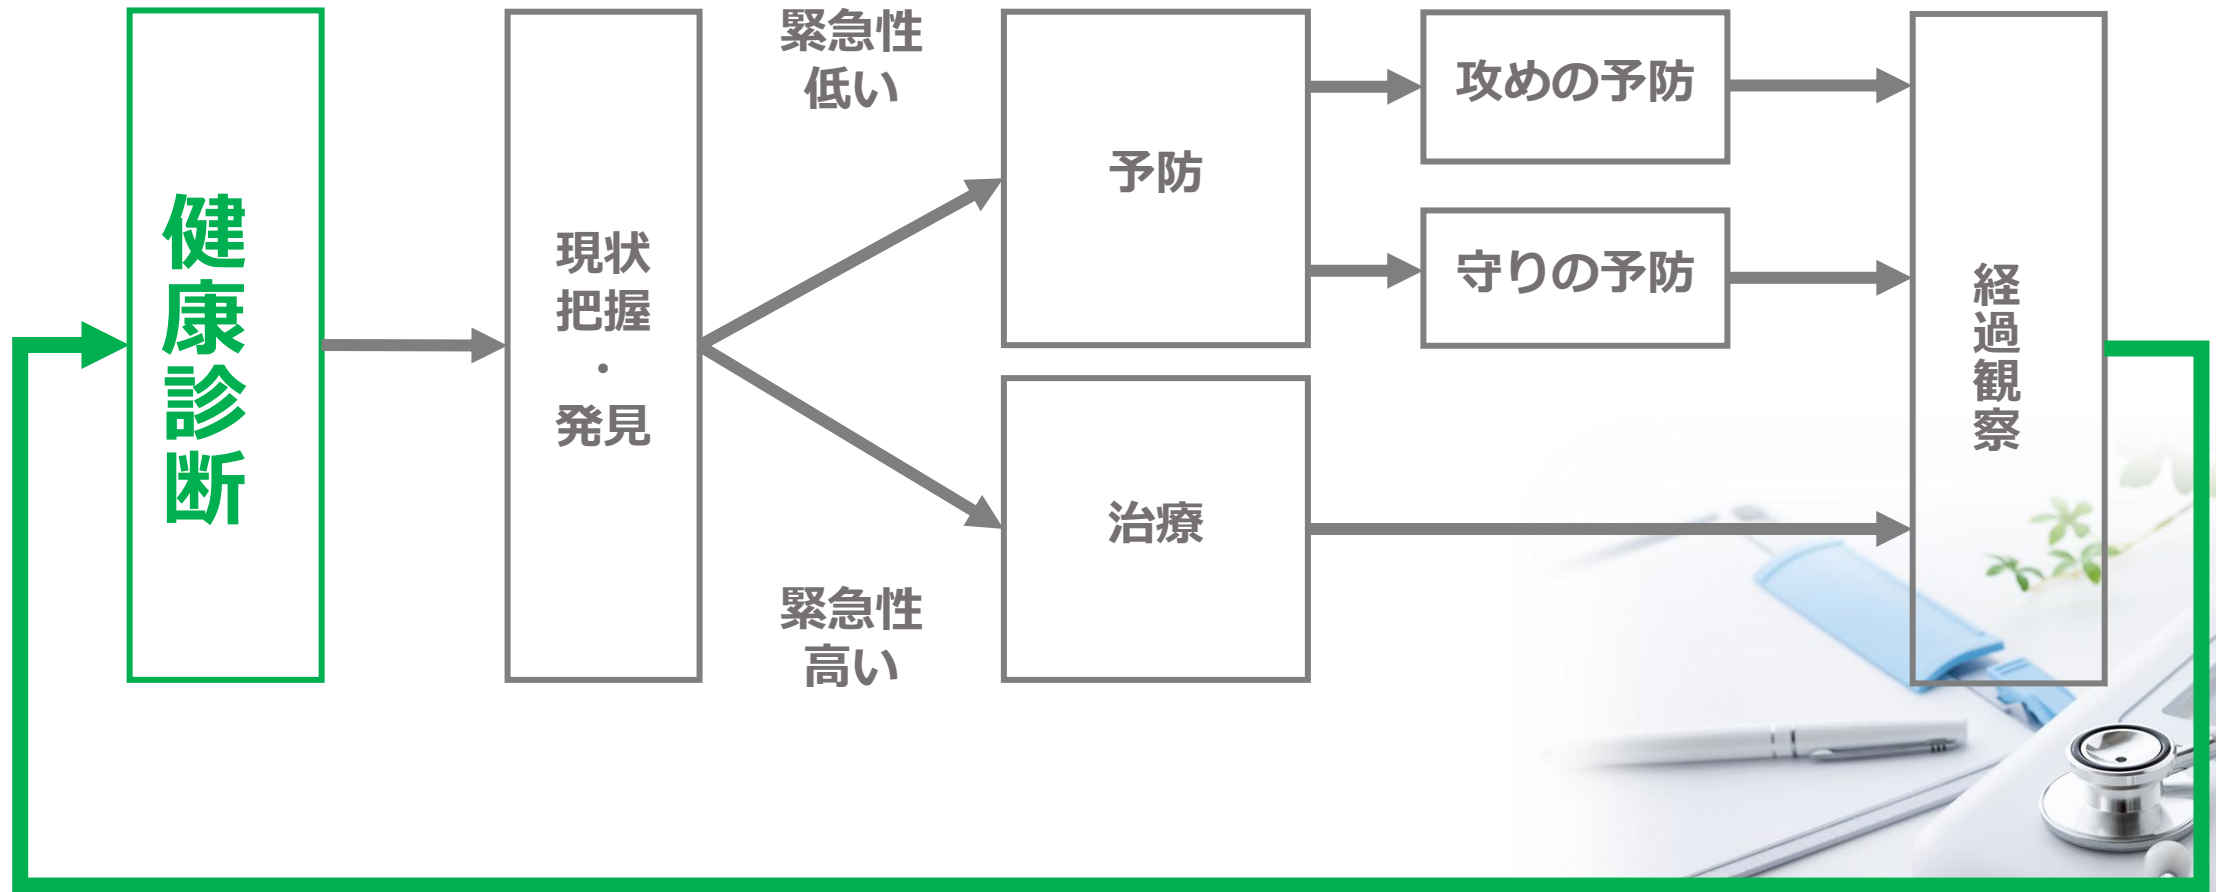 健康診断
現状
把握
・
発見
緊急性
低い
緊急性
高い
予防
治療
攻めの予防
守りの予防
経過観察